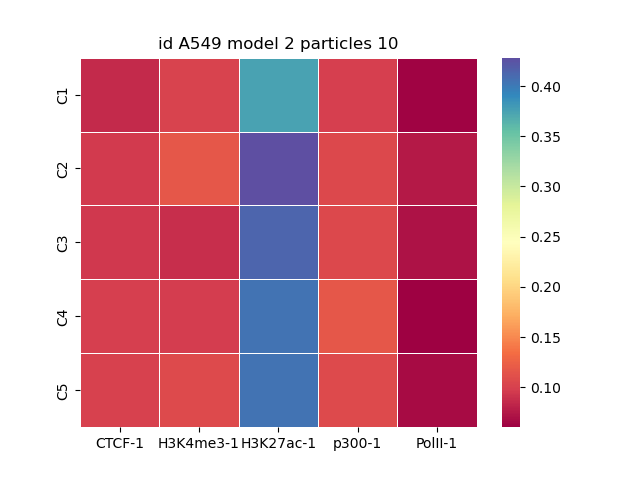 id A549 model 2 particles 10
C1
C2
C3
C4
C5
CTCF-1 H3K4me3-1 H3K27ac-1 p300-1 PolII-1
0.40
0.35
0.30
0.25
0.20
0.15
0.10